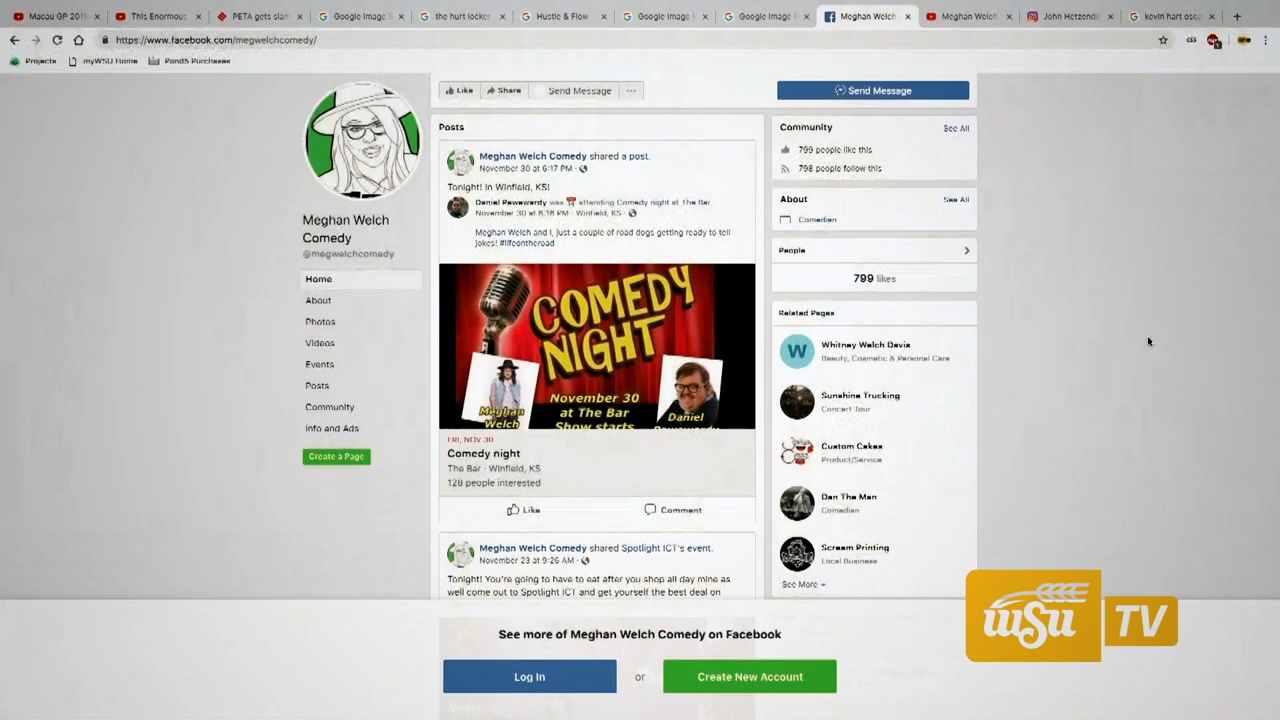 Macau GP 2018
This Enormous
PETA gets slam
Google Image R
the hurt locker
Hustle & Flow
Google Image R
Google Image R
Meghan Welch
Meghan Welch
John Hetzendo
kevin hart osca
https://www.facebook.com/megwelchcomedy/
Projects
myWSU Home
Pond5 Purchases
Like
Share
Send Message
Send Message
Meghan Welch
Comedy
@megwelchcomedy
Home
About
Photos
Videos
Events
Posts
Community
Info and Ads
Create a Page
Posts
Meghan Welch Comedy shared a post.
November 30 at 6:17 PM ·
Tonight! In Winfield, KS!
Daniel Pewewardy was attending Comedy night at The Bar.
November 30 at 6:16 PM · Winfield, KS ·
Meghan Welch and I, just a couple of road dogs getting ready to tell
jokes! #lifeontheroad
COMEDY
NIGHT
Meghan
Welch
November 30
at The Bar
Show starts
Daniel
Pewewardy
FRI, NOV 30
Comedy night
The Bar · Winfield, KS
128 people interested
Like
Comment
Meghan Welch Comedy shared Spotlight ICT's event.
November 23 at 9:26 AM ·
Tonight! You're going to have to eat after you shop all day mine as
well come out to Spotlight ICT and get yourself the best deal on
Community
See All
799 people like this
798 people follow this
About
See All
Comedian
People
799 likes
Related Pages
W
Whitney Welch Davis
Beauty, Cosmetic & Personal Care
Sunshine Trucking
Concert Tour
Custom Cakes
Product/Service
Dan The Man
Comedian
Scream Printing
Local Business
See More
See more of Meghan Welch Comedy on Facebook
Log In
or
Create New Account
WSU
TV